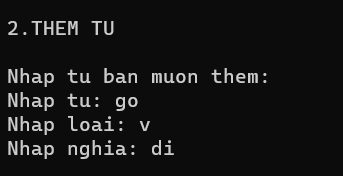 2.THEM TU
Nhap tu ban muon them:
Nhap tu: go
Nhap loai: v
Nhap nghia: di